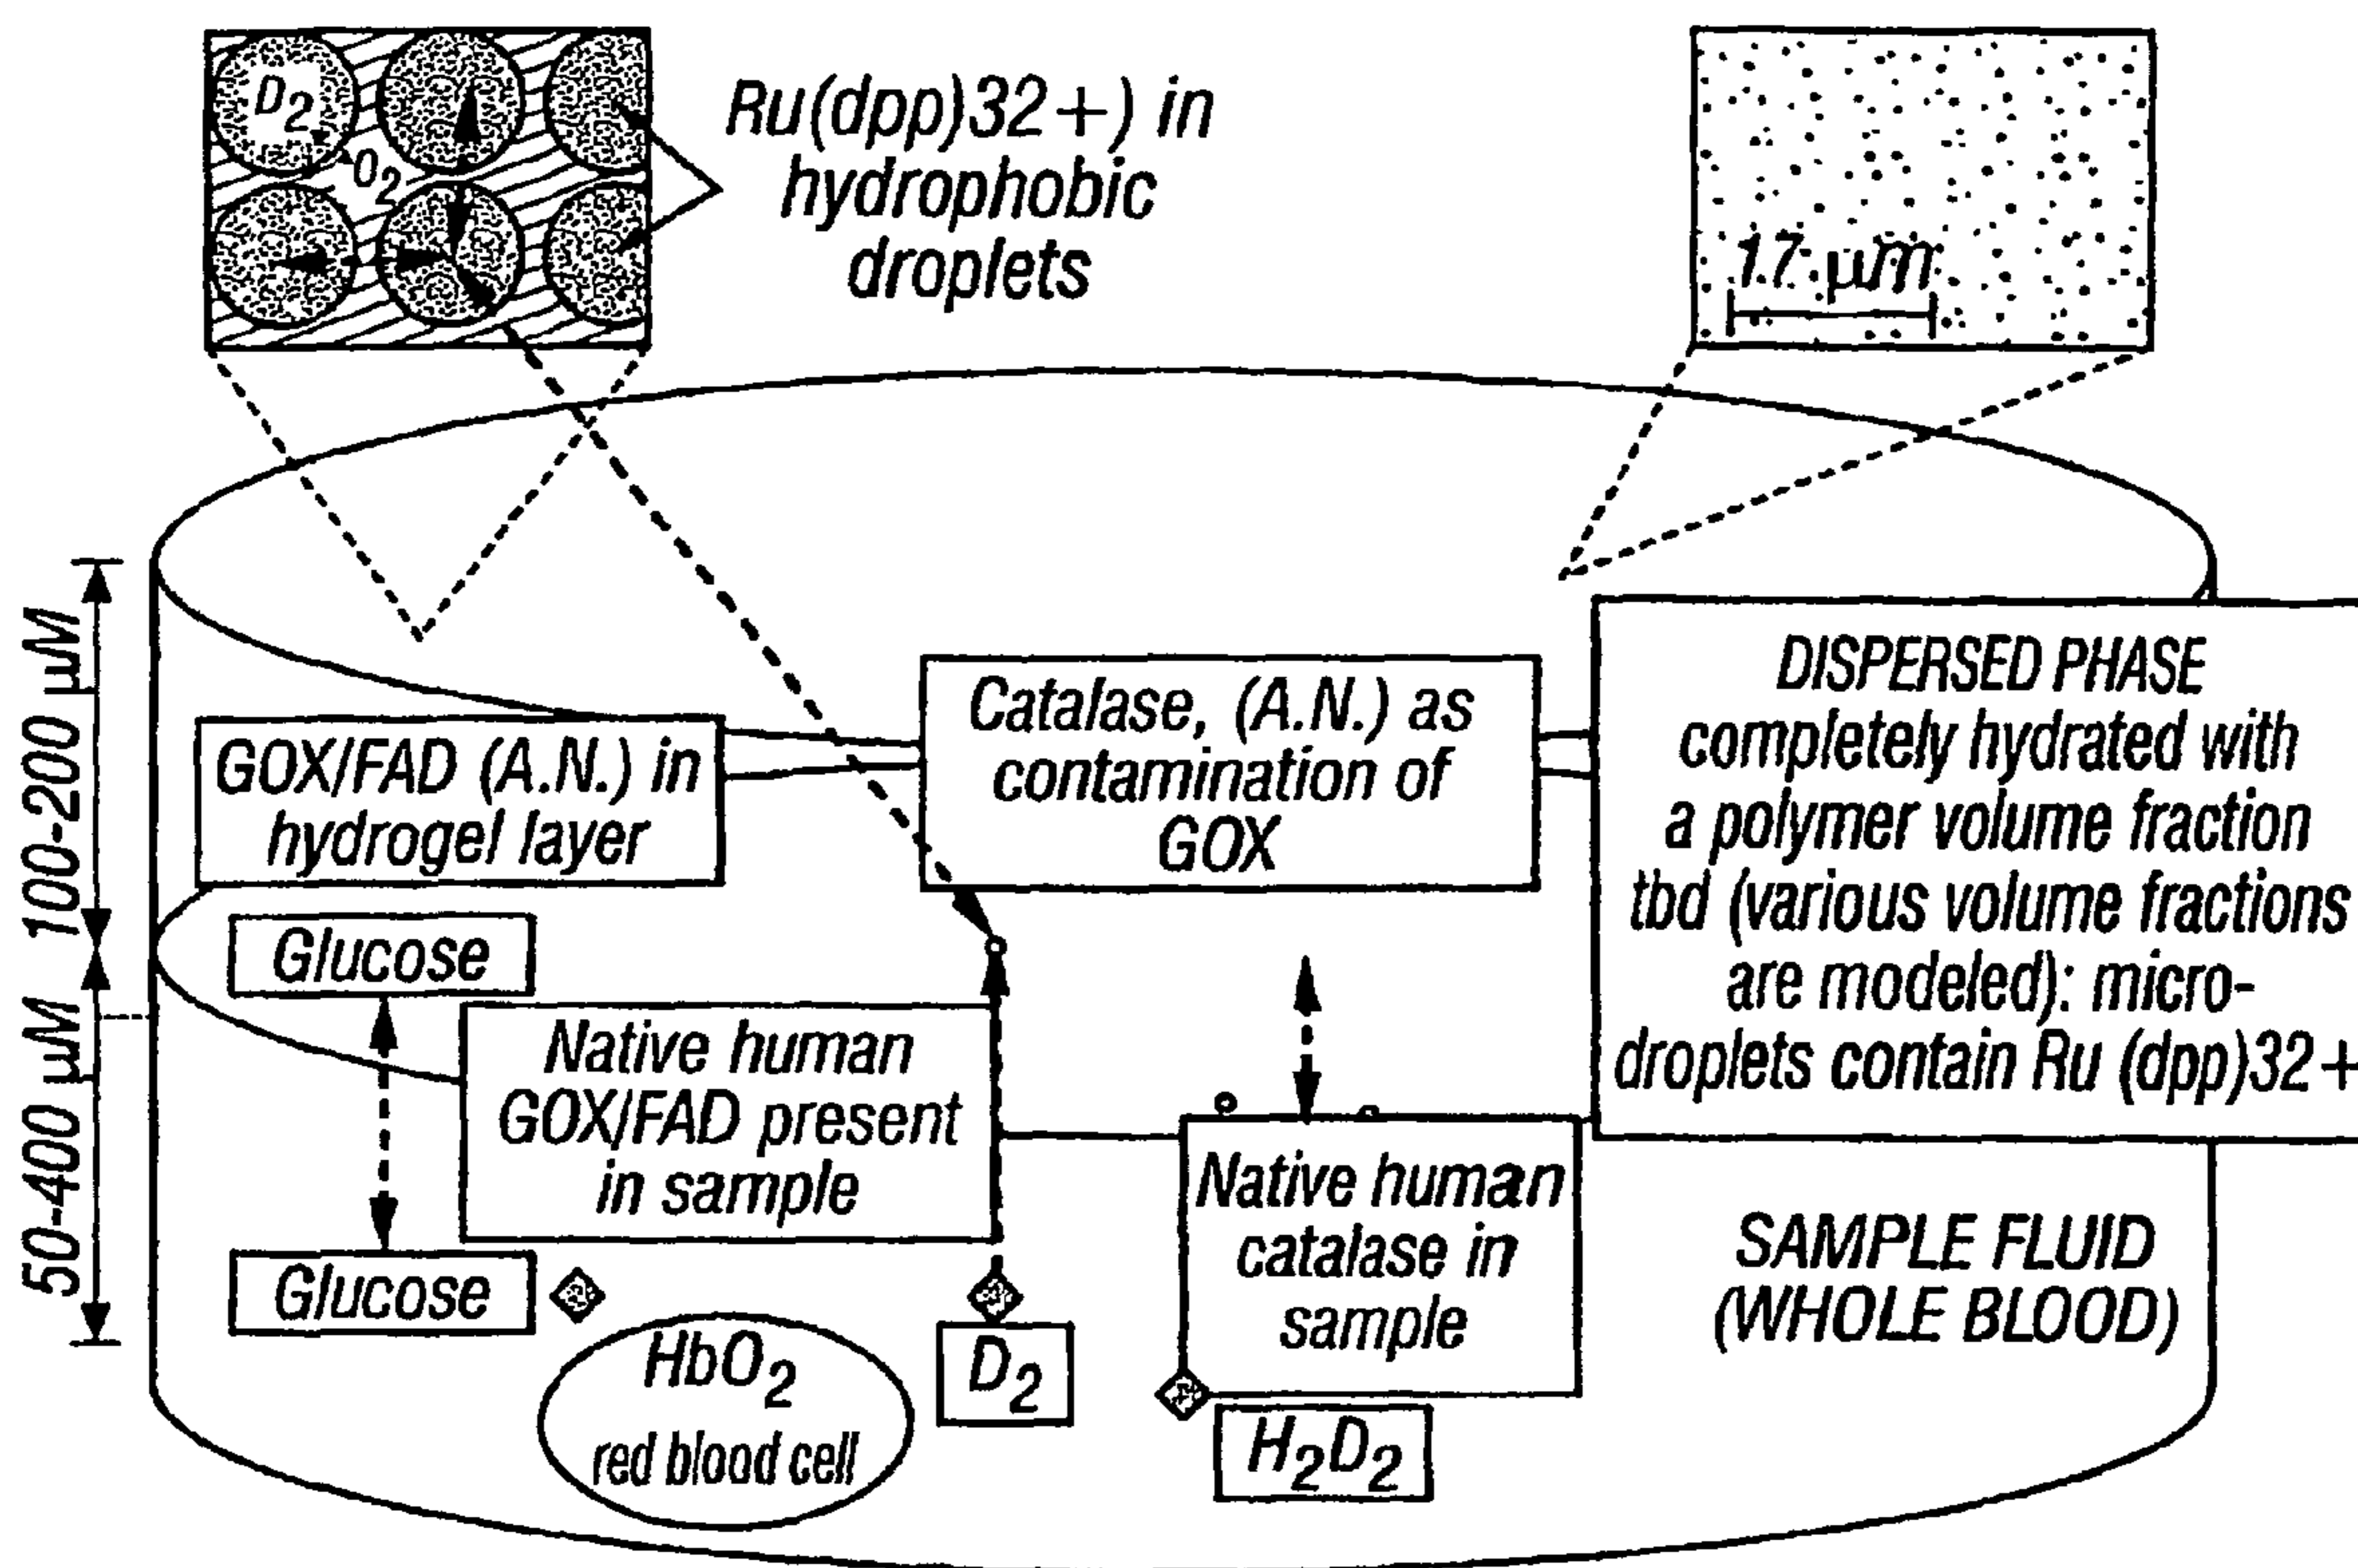 D2
O2
Ru(dpp)32+) in
hydrophobic
droplets
17 µm
100-200 µM
50-400 µM
GOX/FAD (A.N.) in
hydrogel layer
Catalase, (A.N.) as
contamination of
GOX
DISPERSED PHASE
completely hydrated with
a polymer volume fraction
tbd (various volume fractions
are modeled): micro-
droplets contain Ru (dpp)32+
Glucose
Native human
GOX/FAD present
in sample
Glucose
HbO2
red blood cell
D2
Native human
catalase in
sample
H2D2
SAMPLE FLUID
(WHOLE BLOOD)